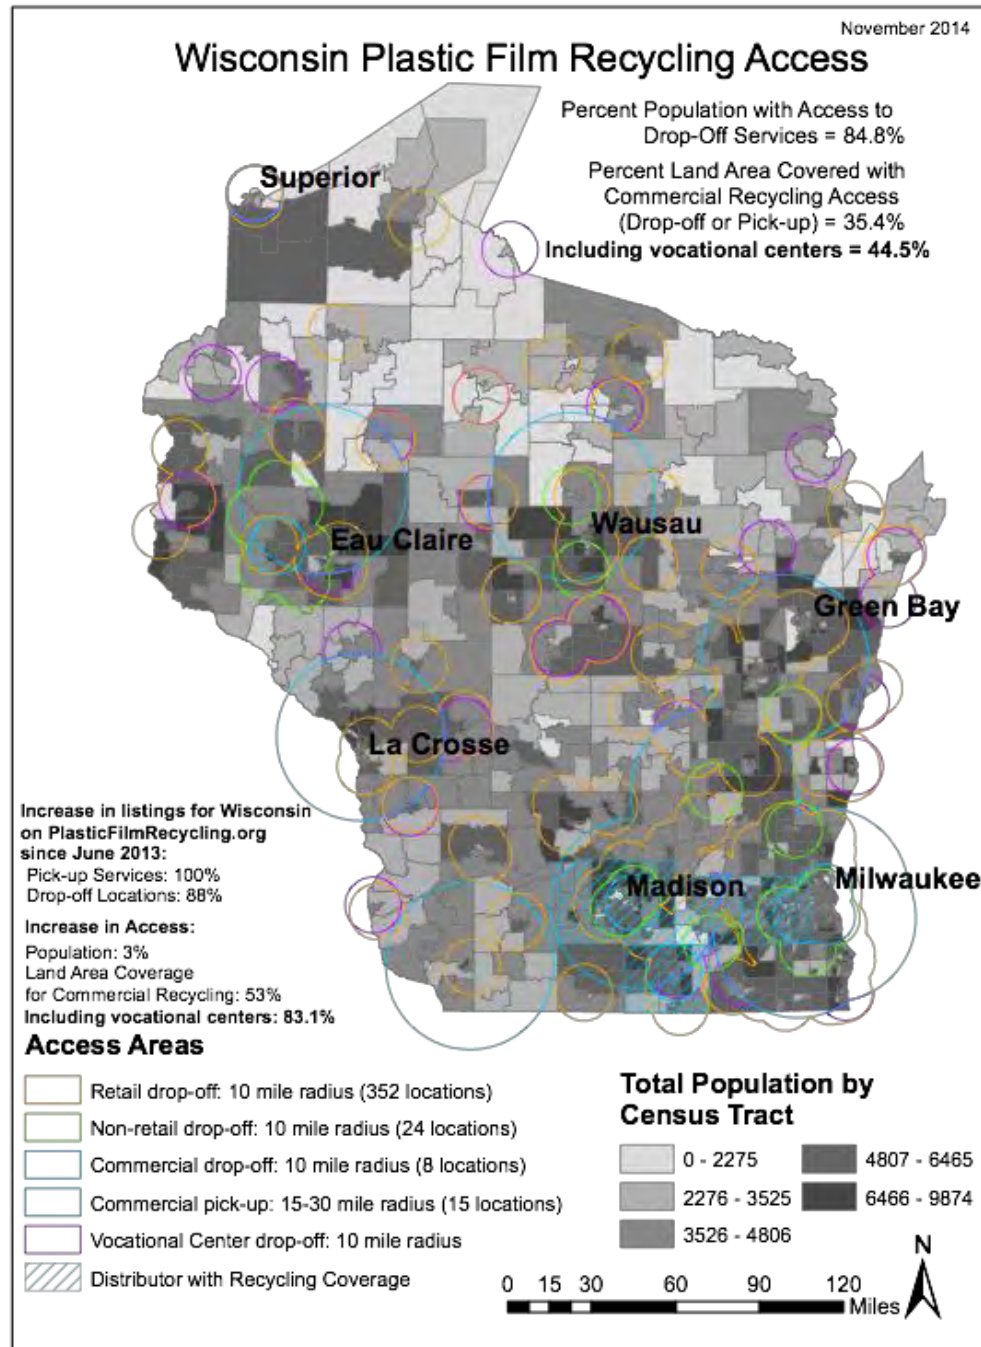 November 2014
Wisconsin Plastic Film Recycling Access
Percent Population with Access to
Drop-Off Services = 84.8%
Percent Land Area Covered with
Commercial Recycling Access
(Drop-off or Pick-up) = 35.4%
Including vocational centers = 44.5%
Superior
Eau Claire
Wausau
Green Bay
La Crosse
Madison
Milwaukee
Increase in listings for Wisconsin
on PlasticFilmRecycling.org
since June 2013:
Pick-up Services: 100%
Drop-off Locations: 88%
Increase in Access:
Population: 3%
Land Area Coverage
for Commercial Recycling: 53%
Including vocational centers: 83.1%
Access Areas
Retail drop-off: 10 mile radius (352 locations)
Non-retail drop-off: 10 mile radius (24 locations)
Commercial drop-off: 10 mile radius (8 locations)
Commercial pick-up: 15-30 mile radius (15 locations)
Vocational Center drop-off: 10 mile radius
Distributor with Recycling Coverage
Total Population by
Census Tract
0 - 2275
2276 - 3525
3526 - 4806
4807 - 6465
6466 - 9874
N
0 15 30 60 90 120
Miles